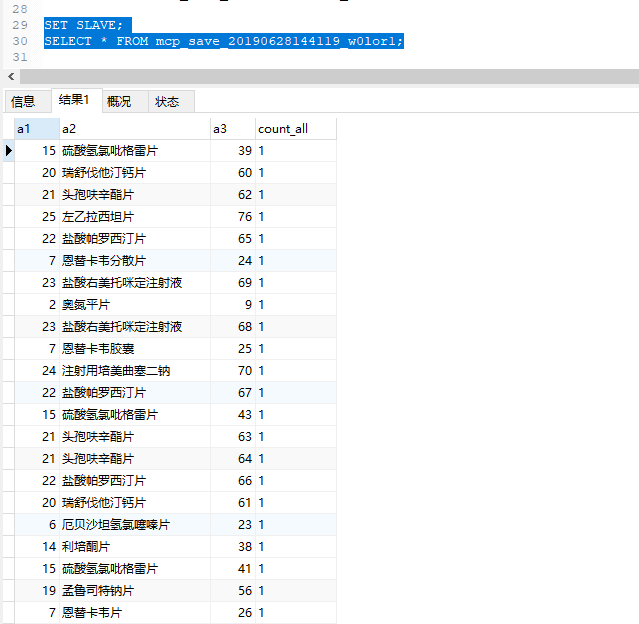 28
29 SET SLAVE;
30 SELECT * FROM mcp_save_20190628144119_w0lorl;
31
信息 结果1 概况 状态
a1 a2 a3 count_all
15 硫酸氢氯吡格雷片 39 1
20 瑞舒伐他汀钙片 60 1
21 头孢呋辛酯片 62 1
25 左乙拉西坦片 76 1
22 盐酸帕罗西汀片 65 1
7 恩替卡韦分散片 24 1
23 盐酸右美托咪定注射液 69 1
2 奥氮平片 9 1
23 盐酸右美托咪定注射液 68 1
7 恩替卡韦胶囊 25 1
24 注射用培美曲塞二钠 70 1
22 盐酸帕罗西汀片 67 1
15 硫酸氢氯吡格雷片 43 1
21 头孢呋辛酯片 63 1
21 头孢呋辛酯片 64 1
22 盐酸帕罗西汀片 66 1
20 瑞舒伐他汀钙片 61 1
6 厄贝沙坦氢氯噻嗪片 23 1
14 利培酮片 38 1
15 硫酸氢氯吡格雷片 41 1
19 孟鲁司特钠片 56 1
7 恩替卡韦片 26 1